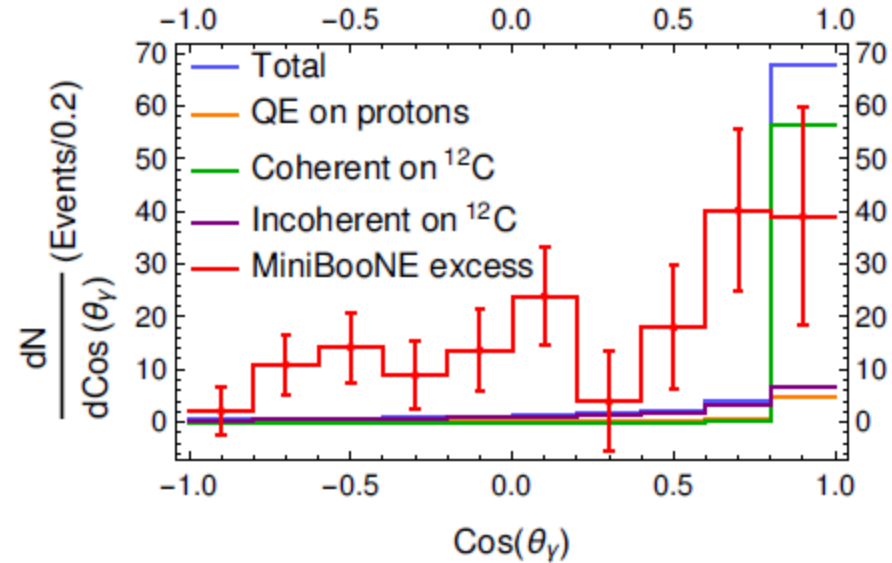 −1.0 −0.5 0.0 0.5 1.0
70 70
60 60
50 50
40 40
30 30
20 20
10 10
0 0
Total
QE on protons
Coherent on ¹²C
Incoherent on ¹²C
MiniBooNE excess
dN
dCos (θᵧ)
(Events/0.2)
−1.0 −0.5 0.0 0.5 1.0
Cos(θᵧ)